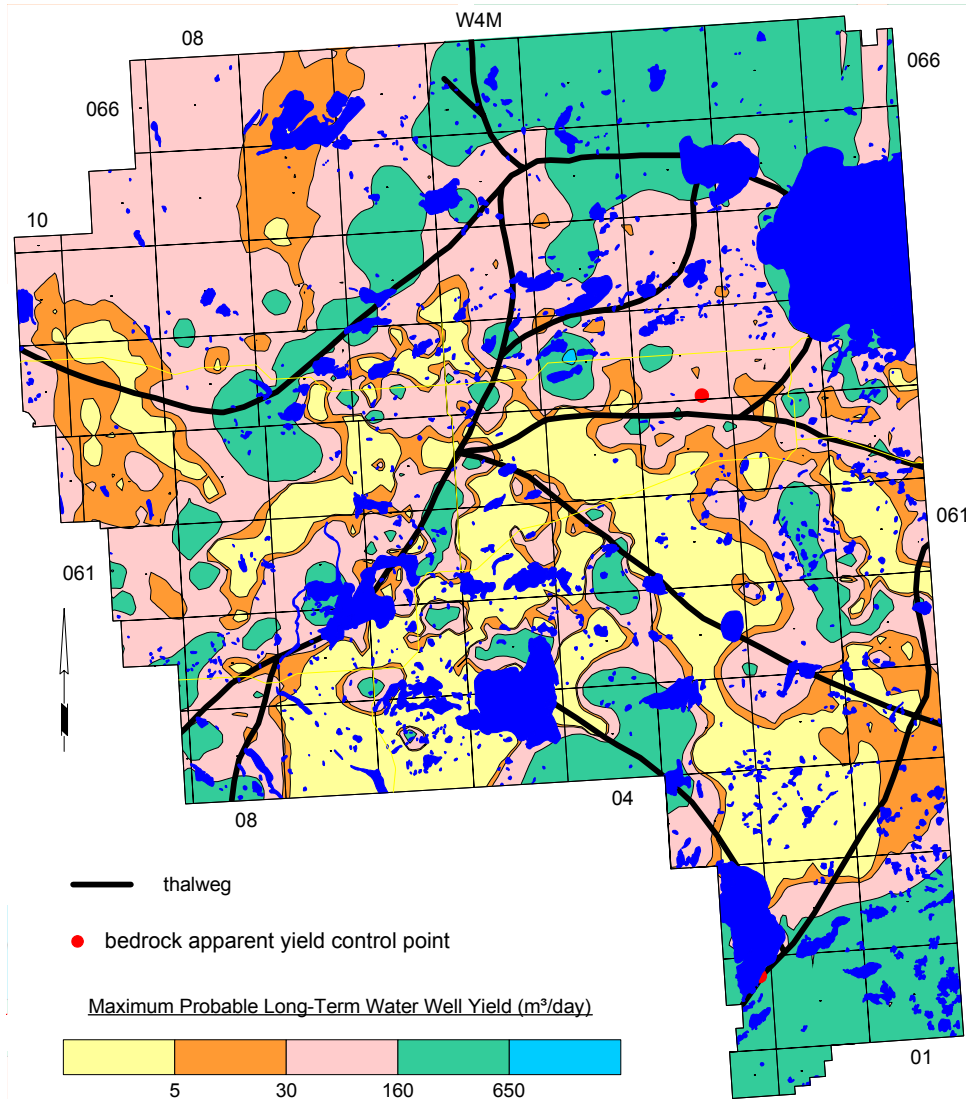 W4M
08
066
066
10
061
061
04
08
01
thalweg
bedrock apparent yield control point
Maximum Probable Long-Term Water Well Yield (m³/day)
5 30 160 650